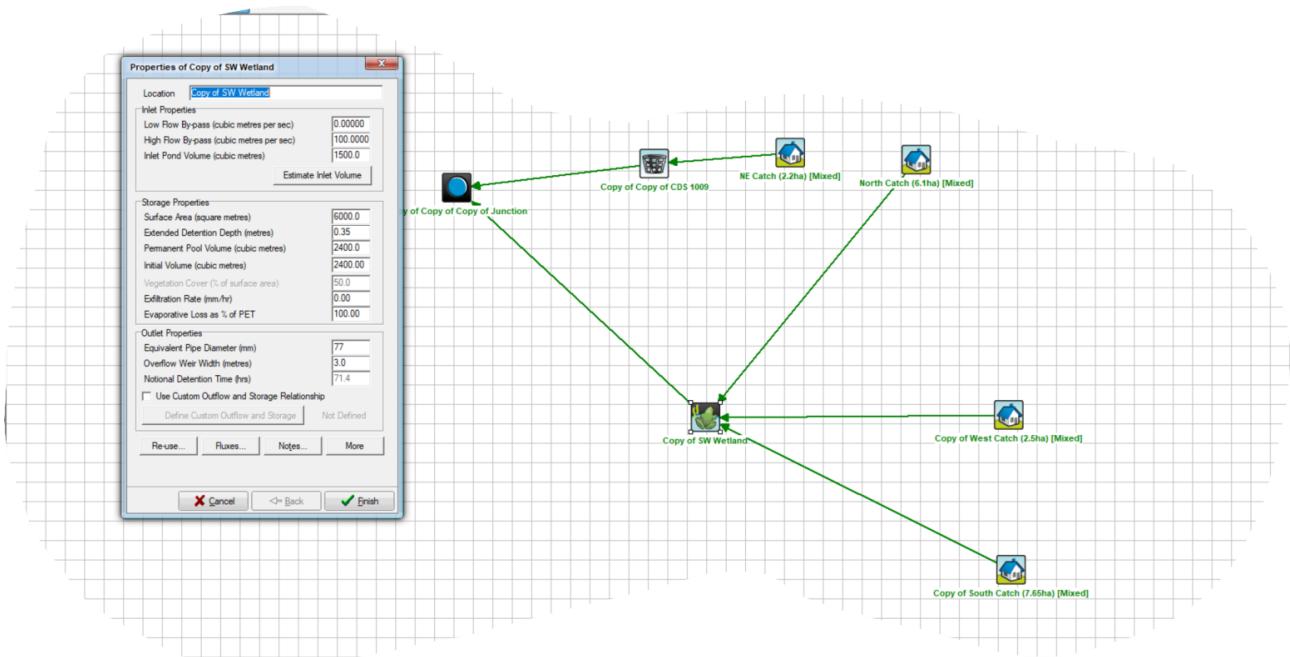 Properties of Copy of SW Wetland
Location Copy of SW Wetland
Inlet Properties
Low Flow By-pass (cubic metres per sec) 0.00000
High Flow By-pass (cubic metres per sec) 100.0000
Inlet Pond Volume (cubic metres) 1500.0
Estimate Inlet Volume
Storage Properties
Surface Area (square metres) 6000.0
Extended Detention Depth (metres) 0.35
Permanent Pool Volume (cubic metres) 2400.0
Initial Volume (cubic metres) 2400.00
Vegetation Cover (% of surface area) 50.0
Exfiltration Rate (mm/hr) 0.00
Evaporative Loss as % of PET 100.00
Outlet Properties
Equivalent Pipe Diameter (mm) 77
Overflow Weir Width (metres) 3.0
Notional Detention Time (hrs) 71.4
Use Custom Outflow and Storage Relationship
Define Custom Outflow and Storage Not Defined
Re-use... Fluxes... Notes... More
Cancel <= Back Finish
y of Copy of Copy of Junction
Copy of Copy of CDS 1009
NE Catch (2.2ha) [Mixed]
North Catch (6.1ha) [Mixed]
Copy of SW Wetland
Copy of West Catch (2.5ha) [Mixed]
Copy of South Catch (7.65ha) [Mixed]